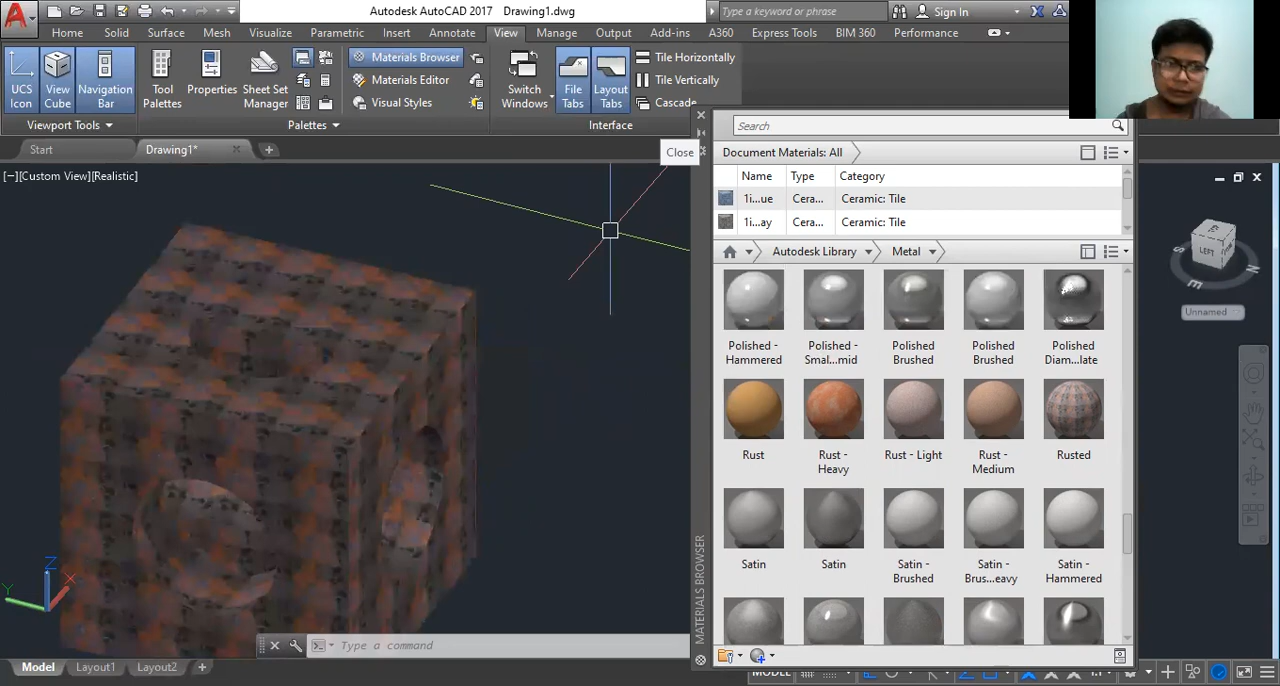 Autodesk AutoCAD 2017 Drawing1.dwg
Type a keyword or phrase
Sign In
Home Solid Surface Mesh Visualize Parametric Insert Annotate View Manage Output Add-ins A360 Express Tools BIM 360 Performance
UCS Icon
View Cube
Navigation Bar
Viewport Tools
Tool Palettes
Properties
Sheet Set Manager
Materials Browser
Materials Editor
Visual Styles
Palettes
Switch Windows
File Tabs
Layout Tabs
Tile Horizontally
Tile Vertically
Cascade
Interface
Start Drawing1*
Close
[−][Custom View][Realistic]
Search
Document Materials: All
Name Type Category
1i...ue Cera... Ceramic: Tile
1i...ay Cera... Ceramic: Tile
Autodesk Library Metal
Polished - Hammered
Polished - Smal...mid
Polished Brushed
Polished Brushed
Polished Diam...late
Rust
Rust - Heavy
Rust - Light
Rust - Medium
Rusted
Satin
Satin
Satin - Brushed
Satin - Brus...eavy
Satin - Hammered
MATERIALS BROWSER
LEFT
S
N
Unnamed
Z
Y
X
Type a command
Model Layout1 Layout2
MODEL